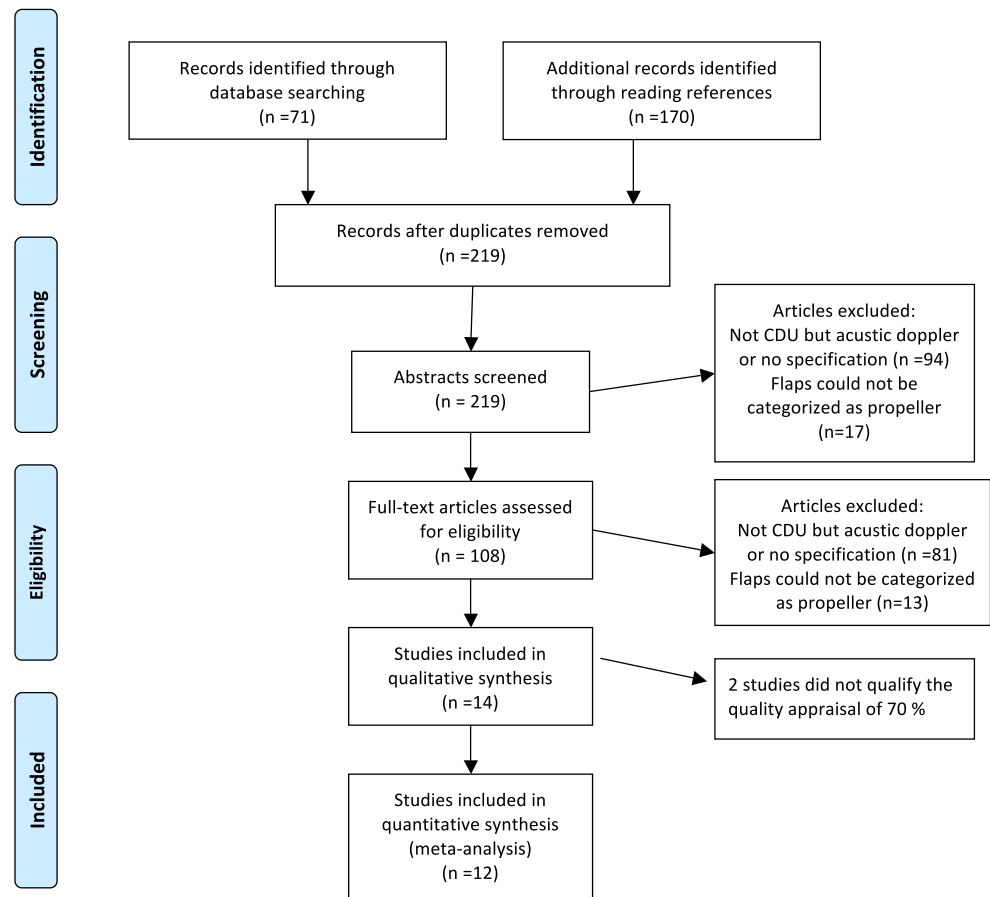 Identification
Records identified through
database searching
(n =71)
Additional records identified
through reading references
(n =170)
Records after duplicates removed
(n =219)
Screening
Abstracts screened
(n = 219)
Articles excluded:
Not CDU but acustic doppler
or no specification (n =94)
Flaps could not be
categorized as propeller
(n=17)
Eligibility
Full-text articles assessed
for eligibility
(n = 108)
Articles excluded:
Not CDU but acustic doppler
or no specification (n =81)
Flaps could not be categorized
as propeller (n=13)
Studies included in
qualitative synthesis
(n =14)
2 studies did not qualify the
quality appraisal of 70 %
Included
Studies included in
quantitative synthesis
(meta-analysis)
(n =12)